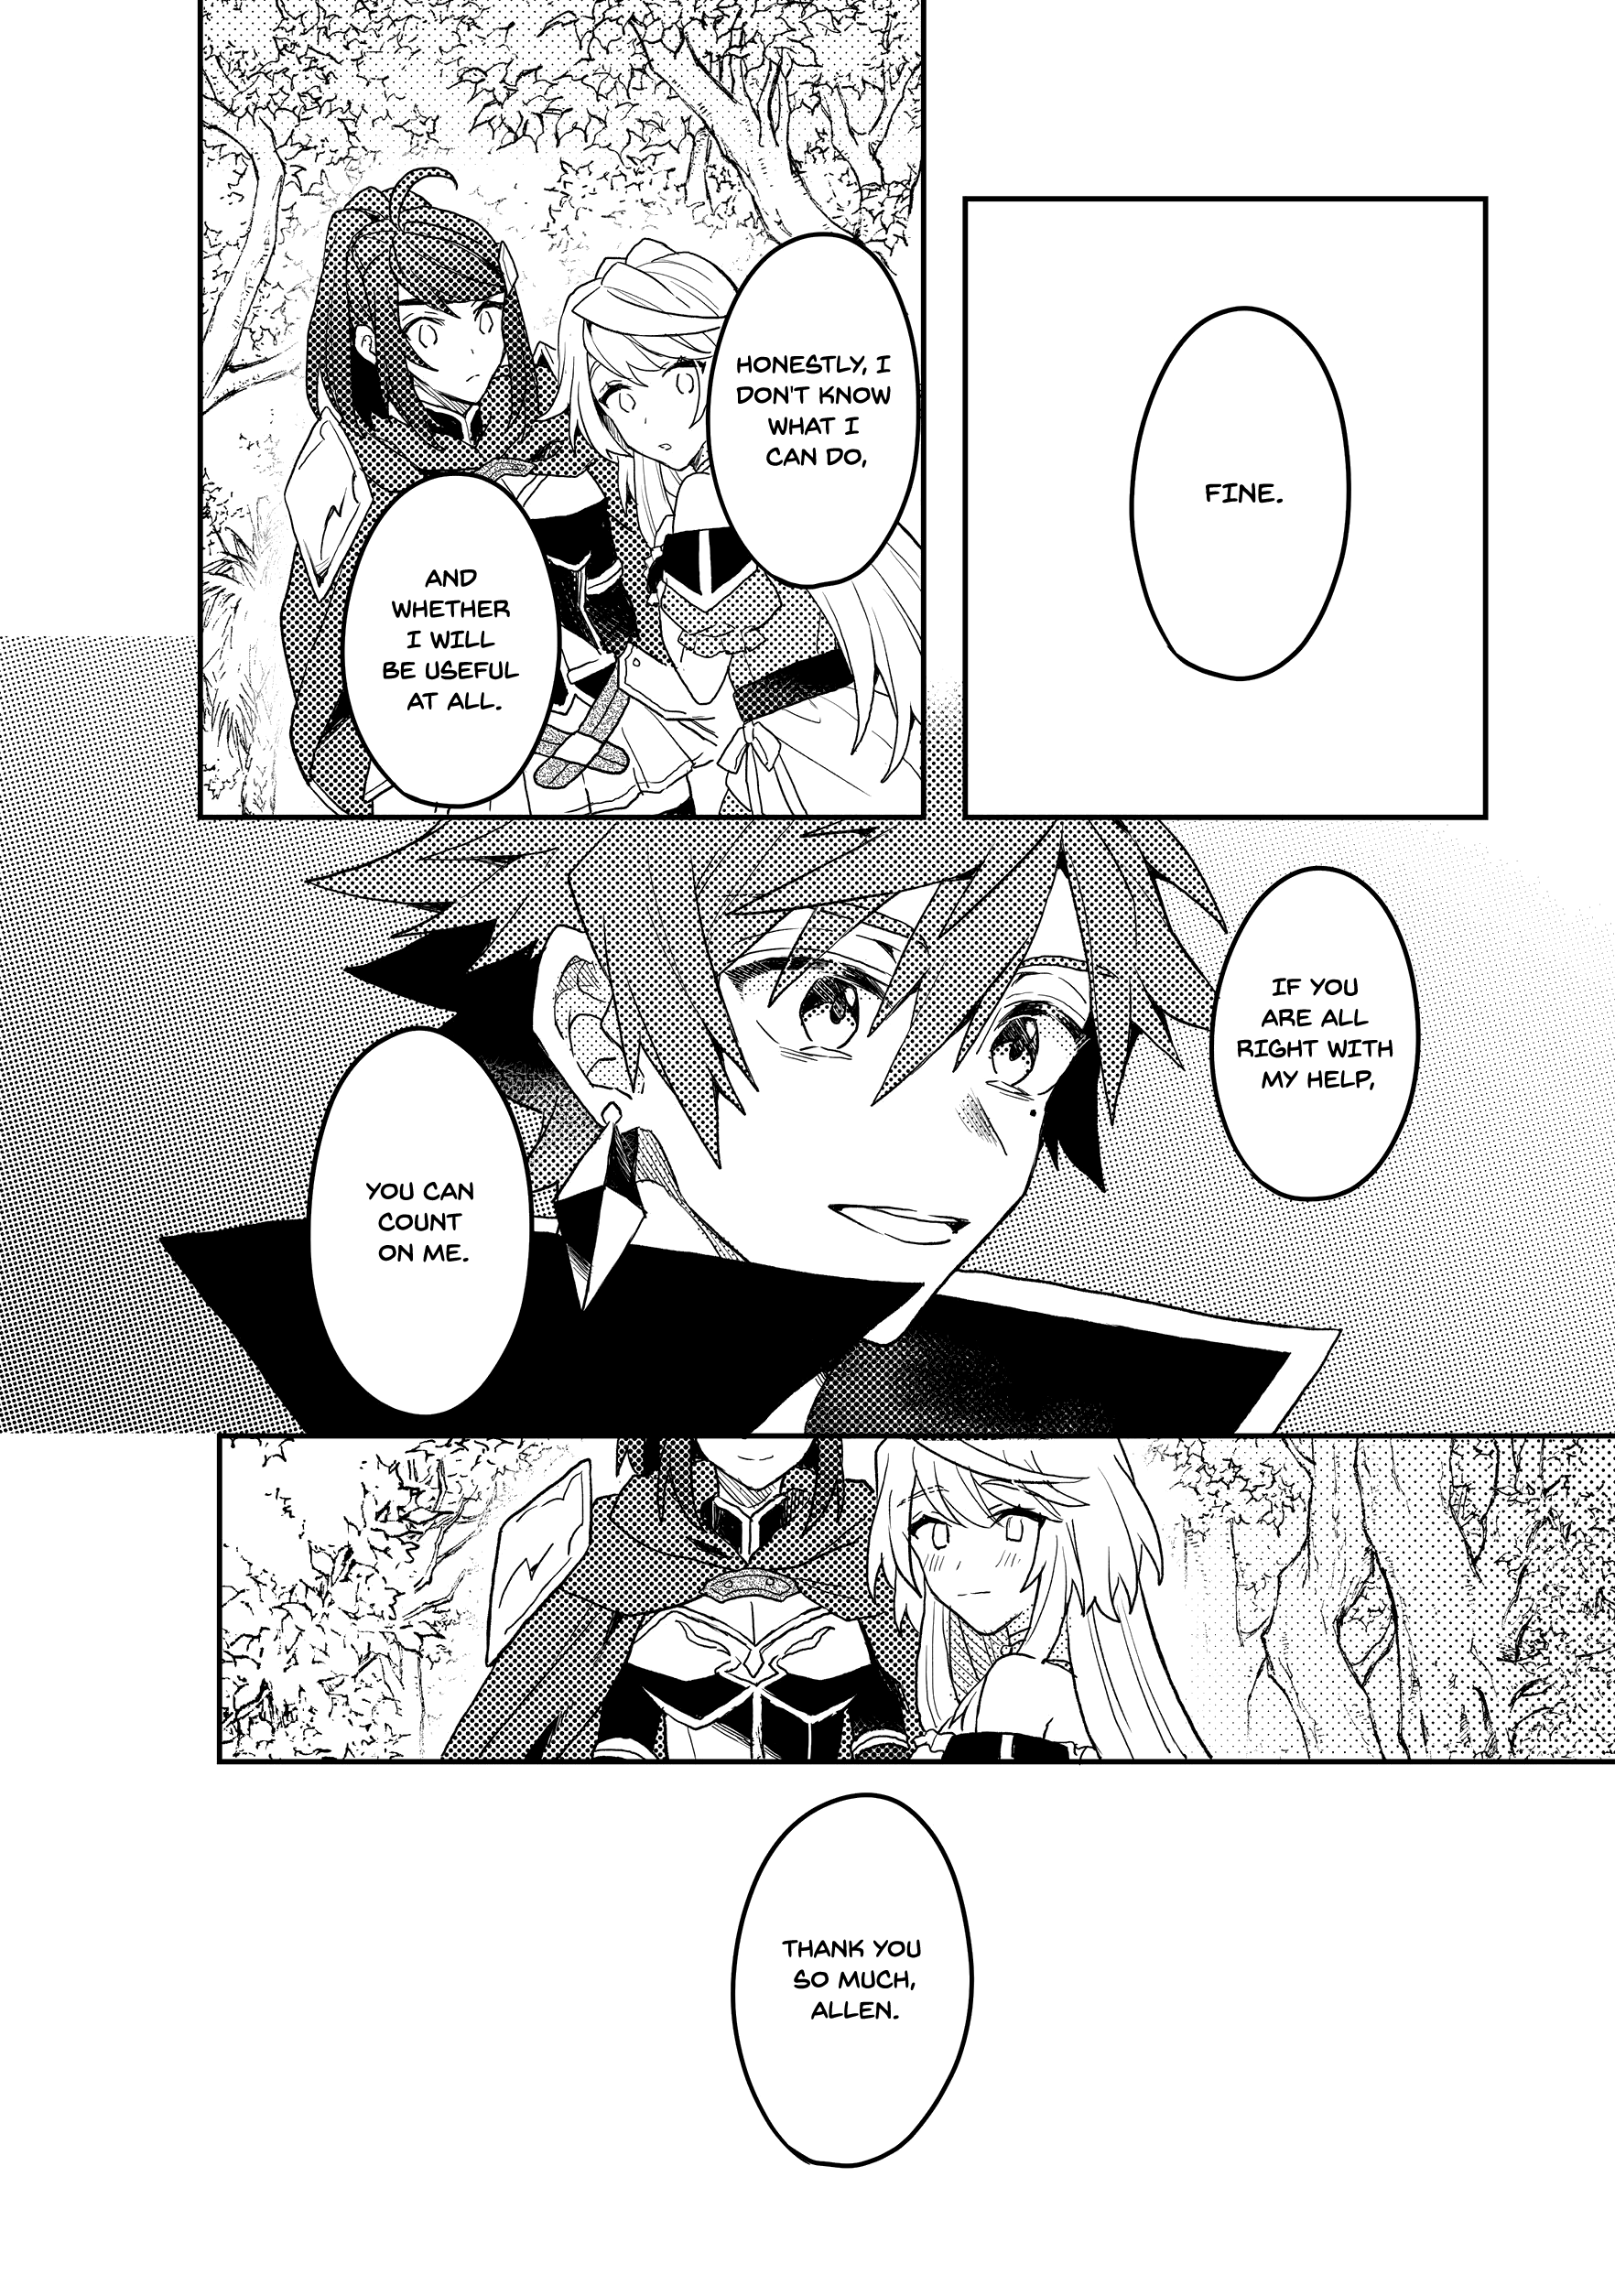 FINE.
HONESTLY, I
DON'T KNOW
WHAT I
CAN DO,
AND
WHETHER
I WILL
BE USEFUL
AT ALL.
IF YOU
ARE ALL
RIGHT WITH
MY HELP,
YOU CAN
COUNT
ON ME.
THANK YOU
SO MUCH,
ALLEN.